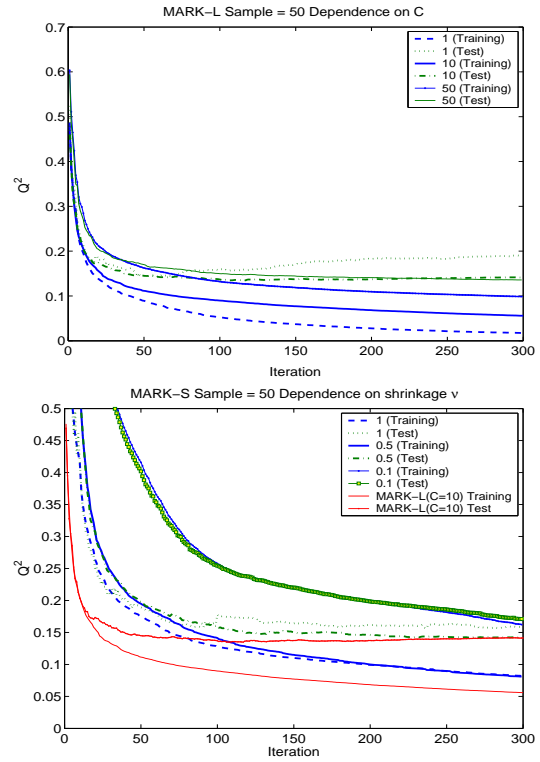 MARK-L Sample = 50 Dependence on C
0.7
0.6
0.5
0.4
0.3
0.2
0.1
0
Q²
1 (Training)
1 (Test)
10 (Training)
10 (Test)
50 (Training)
50 (Test)
0 50 100 150 200 250 300
Iteration
MARK-S Sample = 50 Dependence on shrinkage ν
0.5
0.45
0.4
0.35
0.3
0.25
0.2
0.15
0.1
0.05
0
Q²
1 (Training)
1 (Test)
0.5 (Training)
0.5 (Test)
0.1 (Training)
0.1 (Test)
MARK-L(C=10) Training
MARK-L(C=10) Test
0 50 100 150 200 250 300
Iteration